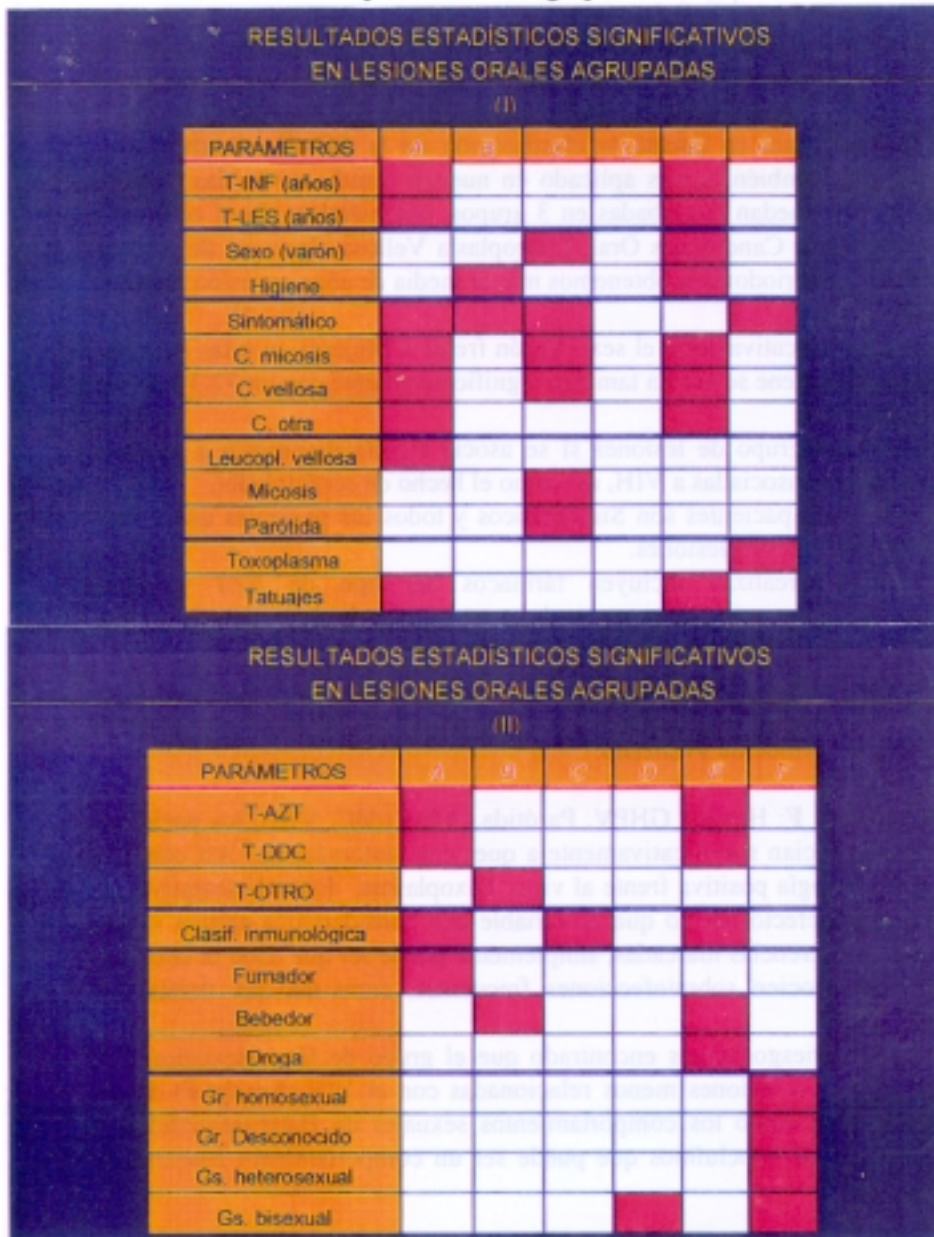 RESULTADOS ESTADÍSTICOS SIGNIFICATIVOS
EN LESIONES ORALES AGRUPADAS
(I)
PARÁMETROS A B C D E F
T-INF (años)
T-LES (años)
Sexo (varón)
Higiene
Sintomático
C. micosis
C. vellosa
C. otra
Leucopl. vellosa
Micosis
Parótida
Toxoplasma
Tatuajes
RESULTADOS ESTADÍSTICOS SIGNIFICATIVOS
EN LESIONES ORALES AGRUPADAS
(II)
PARÁMETROS A B C D E F
T-AZT
T-DDC
T-OTRO
Clasif. inmunológica
Fumador
Bebedor
Droga
Gr. homosexual
Gr. Desconocido
Gs. heterosexual
Gs. bisexual